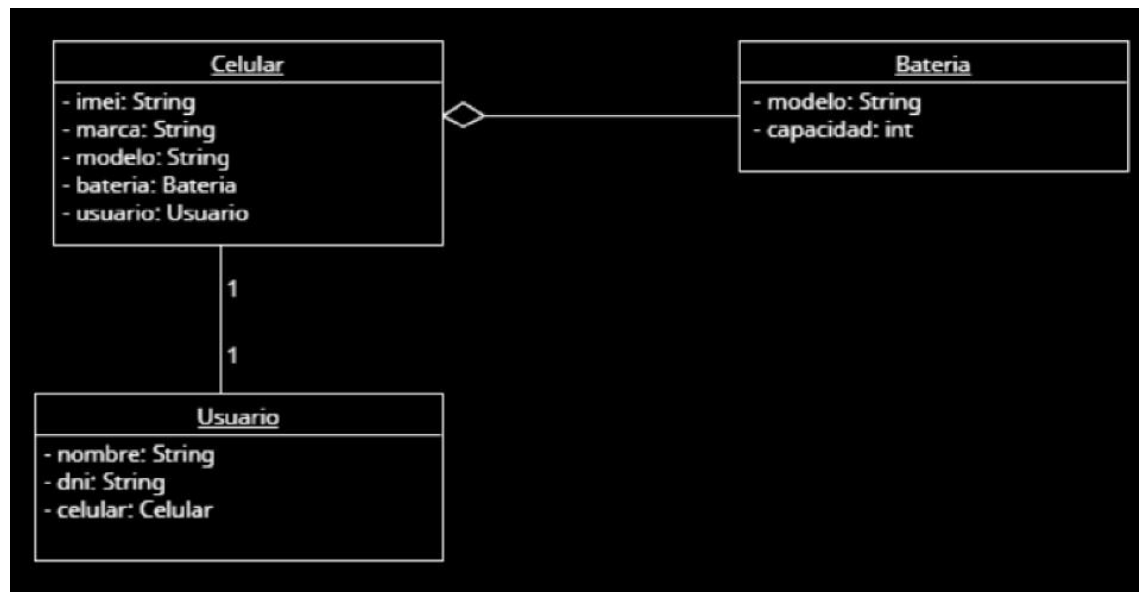 Celular
- imei: String
- marca: String
- modelo: String
- bateria: Bateria
- usuario: Usuario
Bateria
- modelo: String
- capacidad: int
1
1
Usuario
- nombre: String
- dni: String
- celular: Celular